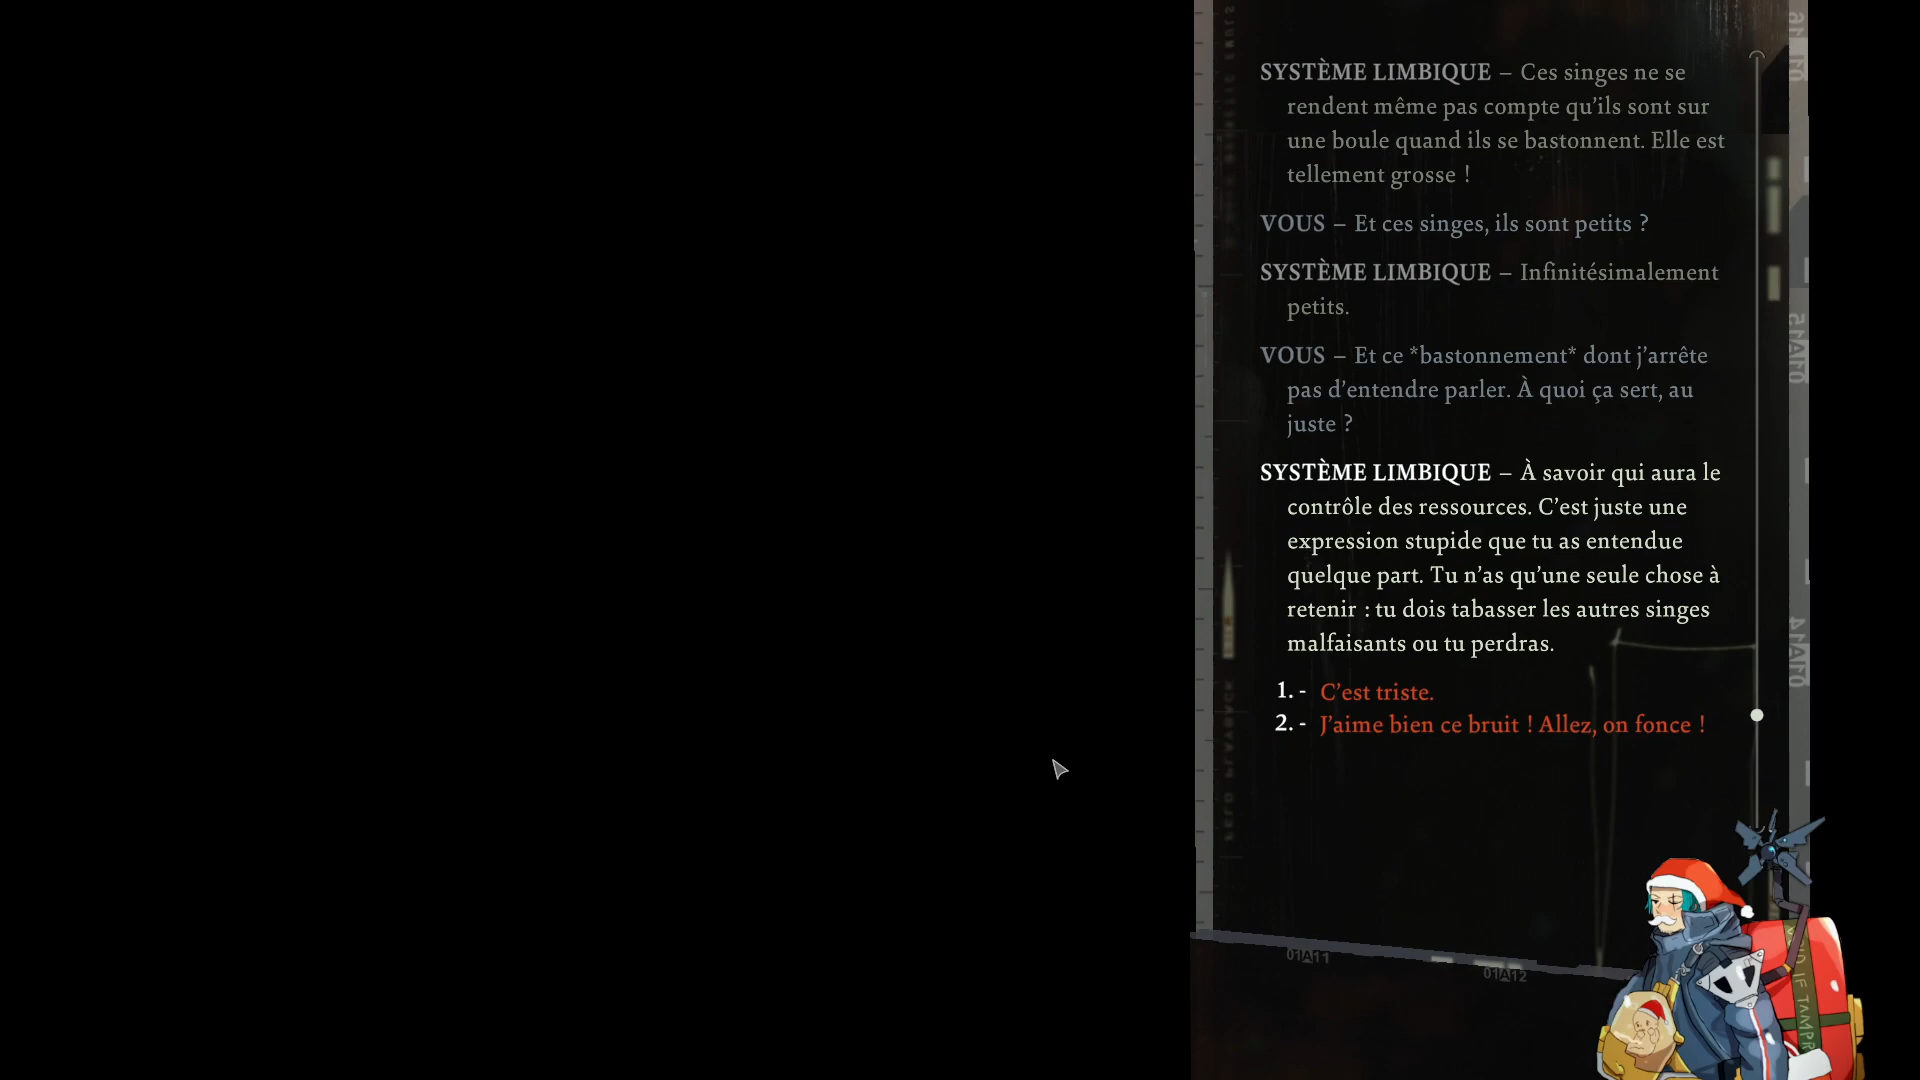 SYSTÈME LIMBIQUE – Ces singes ne se
rendent même pas compte qu'ils sont sur
une boule quand ils se bastonnent. Elle est
tellement grosse !
VOUS – Et ces singes, ils sont petits ?
SYSTÈME LIMBIQUE – Infinitésimalement
petits.
VOUS – Et ce *bastonnement* dont j'arrête
pas d'entendre parler. À quoi ça sert, au
juste ?
SYSTÈME LIMBIQUE – À savoir qui aura le
contrôle des ressources. C'est juste une
expression stupide que tu as entendue
quelque part. Tu n'as qu'une seule chose à
retenir : tu dois tabasser les autres singes
malfaisants ou tu perdras.
1. - C'est triste.
2. - J'aime bien ce bruit ! Allez, on fonce !
01A11
01A12